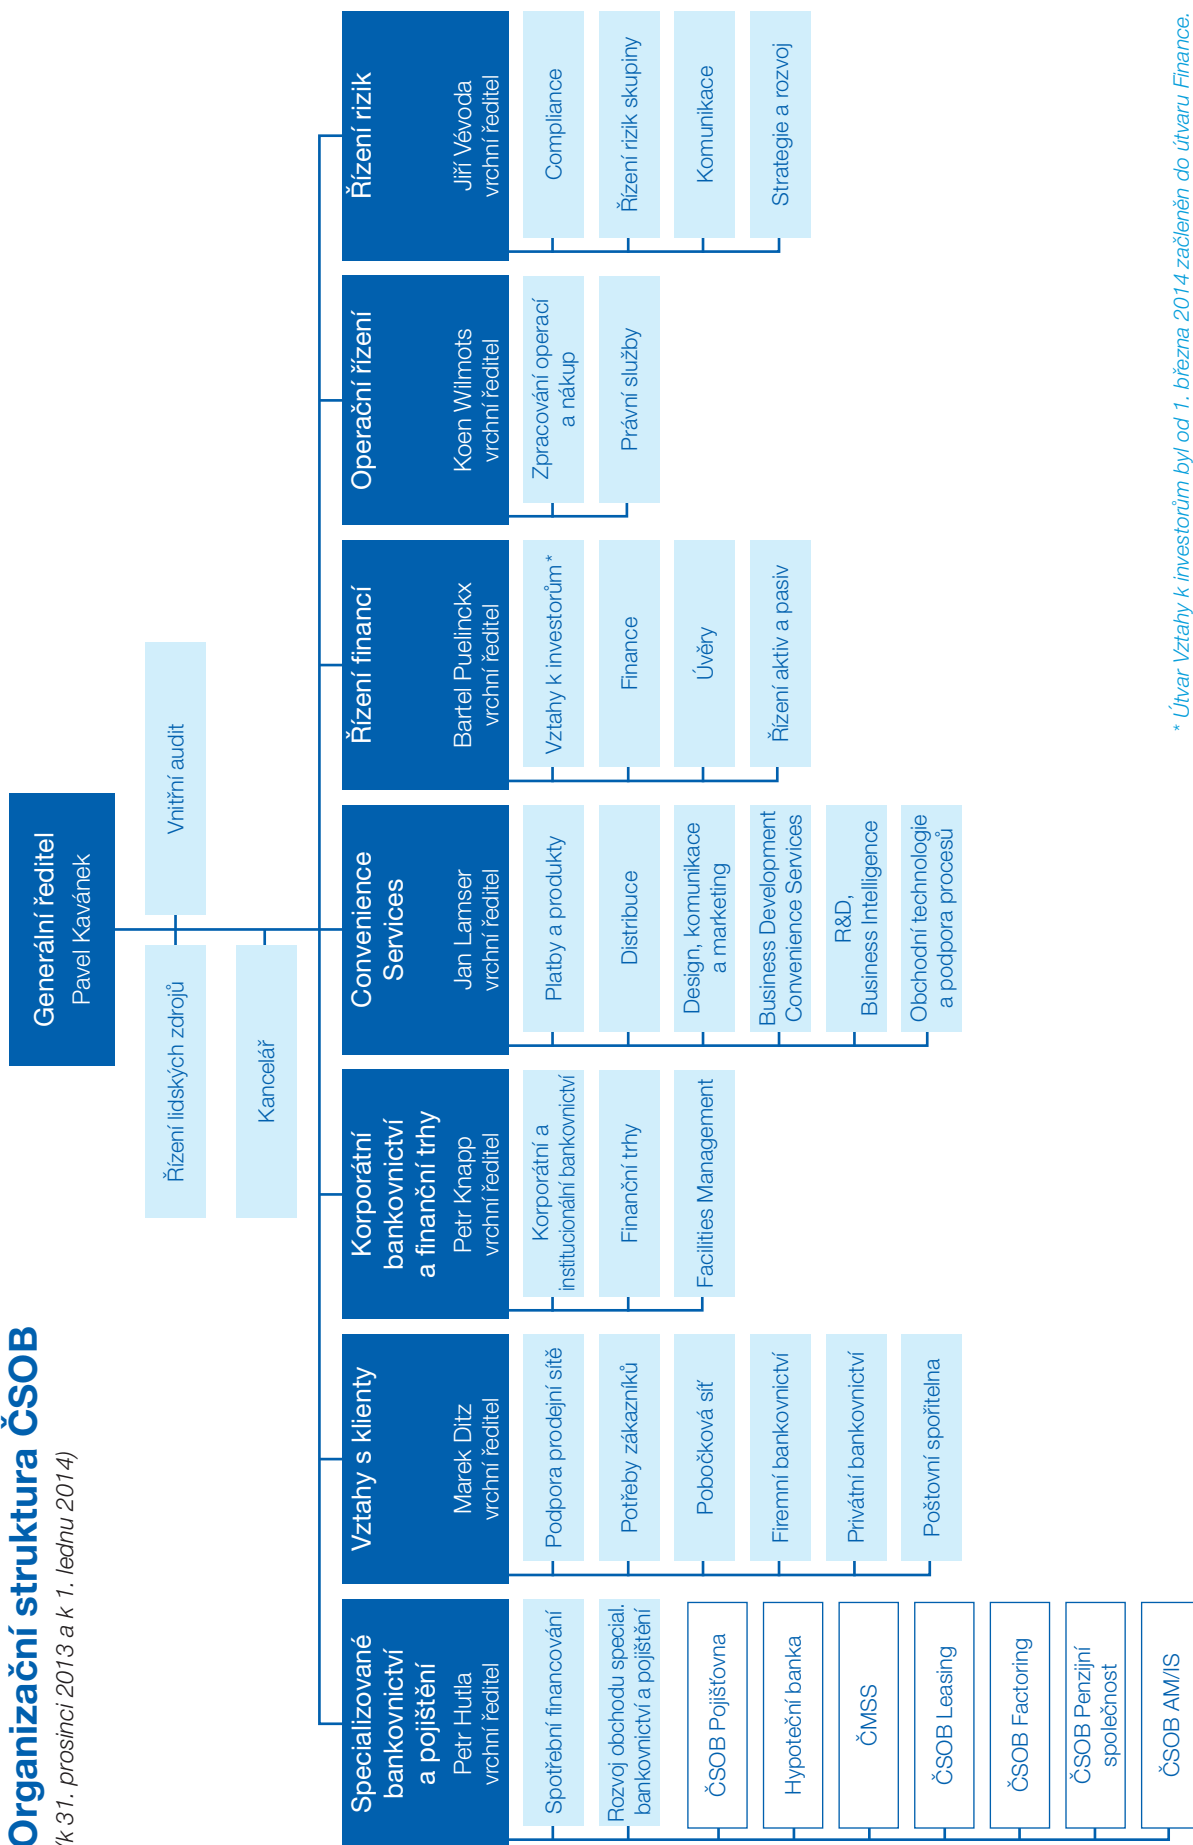 Organizační struktura ČSOB
(k 31. prosinci 2013 a k 1. lednu 2014)
Generální ředitel
Pavel Kavánek
Řízení lidských zdrojů
Vnitřní audit
Kancelář
Specializované
bankovnictví
a pojištění
Petr Hutla
vrchní ředitel
Spotřební financování
Rozvoj obchodu special.
bankovnictví a pojištění
ČSOB Pojišťovna
Hypoteční banka
ČMSS
ČSOB Leasing
ČSOB Factoring
ČSOB Penzijní
společnost
ČSOB AM/IS
Vztahy s klienty
Marek Ditz
vrchní ředitel
Podpora prodejní sítě
Potřeby zákazníků
Pobočková síť
Firemní bankovnictví
Privátní bankovnictví
Poštovní spořitelna
Korporátní
bankovnictví
a finanční trhy
Petr Knapp
vrchní ředitel
Korporátní a
institucionální bankovnictví
Finanční trhy
Facilities Management
Convenience
Services
Jan Lamser
vrchní ředitel
Platby a produkty
Distribuce
Design, komunikace
a marketing
Business Development
Convenience Services
R&D,
Business Intelligence
Obchodní technologie
a podpora procesů
Řízení financí
Bartel Puelinckx
vrchní ředitel
Vztahy k investorům*
Finance
Úvěry
Řízení aktiv a pasiv
Operační řízení
Koen Wilmots
vrchní ředitel
Zpracování operací
a nákup
Právní služby
Řízení rizik
Jiří Vévoda
vrchní ředitel
Compliance
Řízení rizik skupiny
Komunikace
Strategie a rozvoj
* Útvar Vztahy k investorům byl od 1. března 2014 začleněn do útvaru Finance.